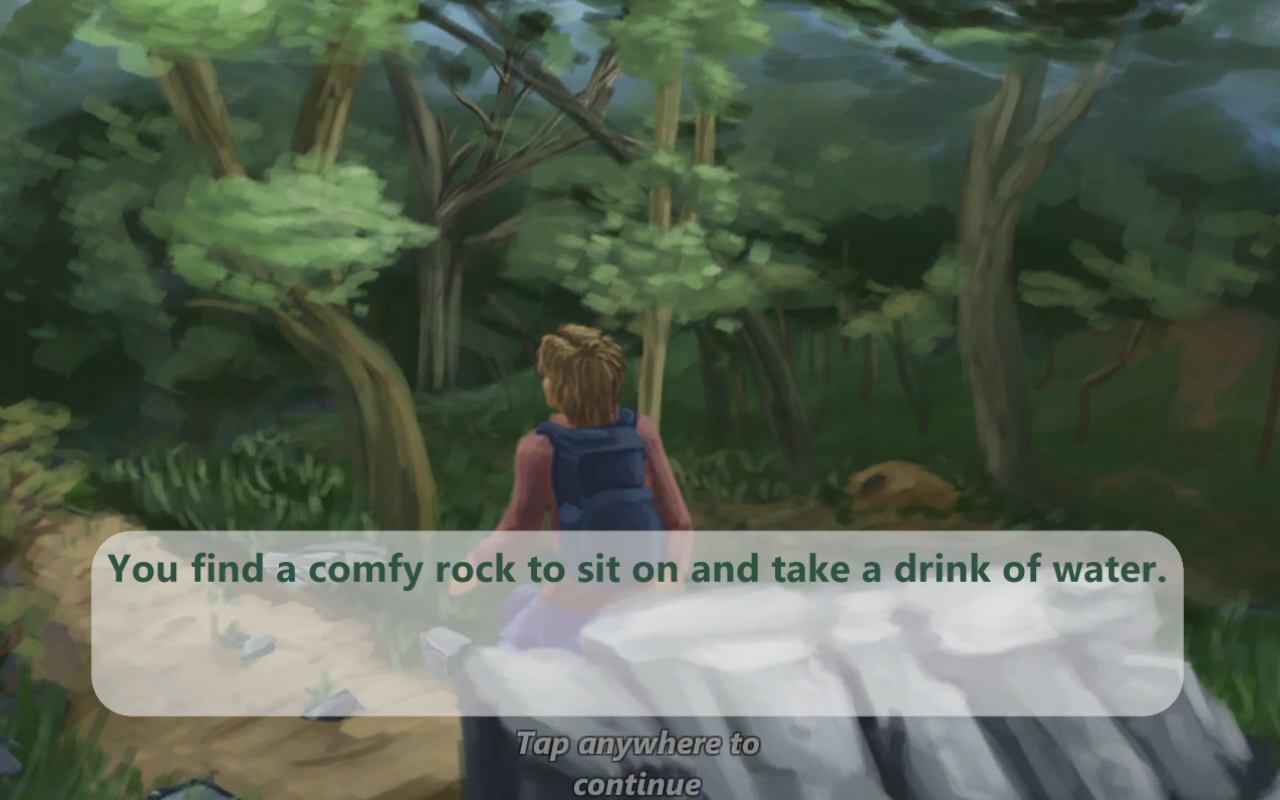 You find a comfy rock to sit on and take a drink of water.
Tap anywhere to
continue